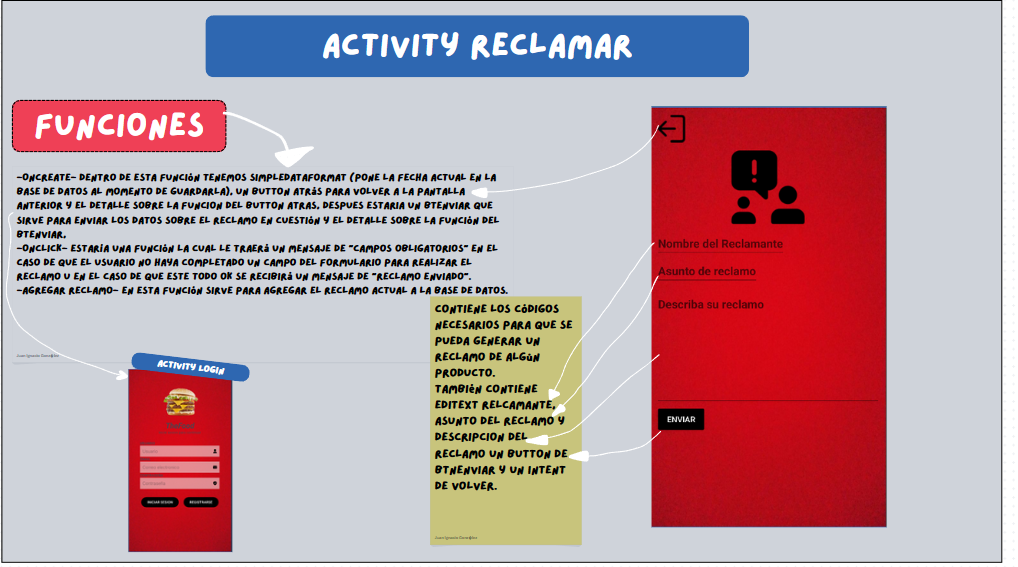 ACTIVITY RECLAMAR
FUNCIONES
-ONCREATE- DENTRO DE ESTA FUNCIÓN TENEMOS SIMPLEDATAFORMAT (PONE LA FECHA ACTUAL EN LA
BASE DE DATOS AL MOMENTO DE GUARDARLA), UN BUTTON ATRÁS PARA VOLVER A LA PANTALLA
ANTERIOR Y EL DETALLE SOBRE LA FUNCION DEL BUTTON ATRAS, DESPUES ESTARIA UN BTENVIAR QUE
SIRVE PARA ENVIAR LOS DATOS SOBRE EL RECLAMO EN CUESTIÓN Y EL DETALLE SOBRE LA FUNCIÓN DEL
BTENVIAR.
-ONCLICK- ESTARÍA UNA FUNCIÓN LA CUAL LE TRAERÁ UN MENSAJE DE "CAMPOS OBLIGATORIOS" EN EL
CASO DE QUE EL USUARIO NO HAYA COMPLETADO UN CAMPO DEL FORMULARIO PARA REALIZAR EL
RECLAMO U EN EL CASO DE QUE ESTE TODO OK SE RECIBIRÁ UN MENSAJE DE "RECLAMO ENVIADO".
-AGREGAR RECLAMO- EN ESTA FUNCIÓN SIRVE PARA AGREGAR EL RECLAMO ACTUAL A LA BASE DE DATOS.
Juan Ignacio González
ACTIVITY LOGIN
Usuario
Correo electronico
Contraseña
INICIAR SESION
REGISTRARSE
CONTIENE LOS CÓDIGOS
NECESARIOS PARA QUE SE
PUEDA GENERAR UN
RECLAMO DE ALGÚN
PRODUCTO.
TAMBIÉN CONTIENE
EDITEXT RELCAMANTE,
ASUNTO DEL RECLAMO Y
DESCRIPCION DEL
RECLAMO UN BUTTON DE
BTNENVIAR Y UN INTENT
DE VOLVER.
Juan Ignacio González
Nombre del Reclamante
Asunto de reclamo
Describa su reclamo
ENVIAR